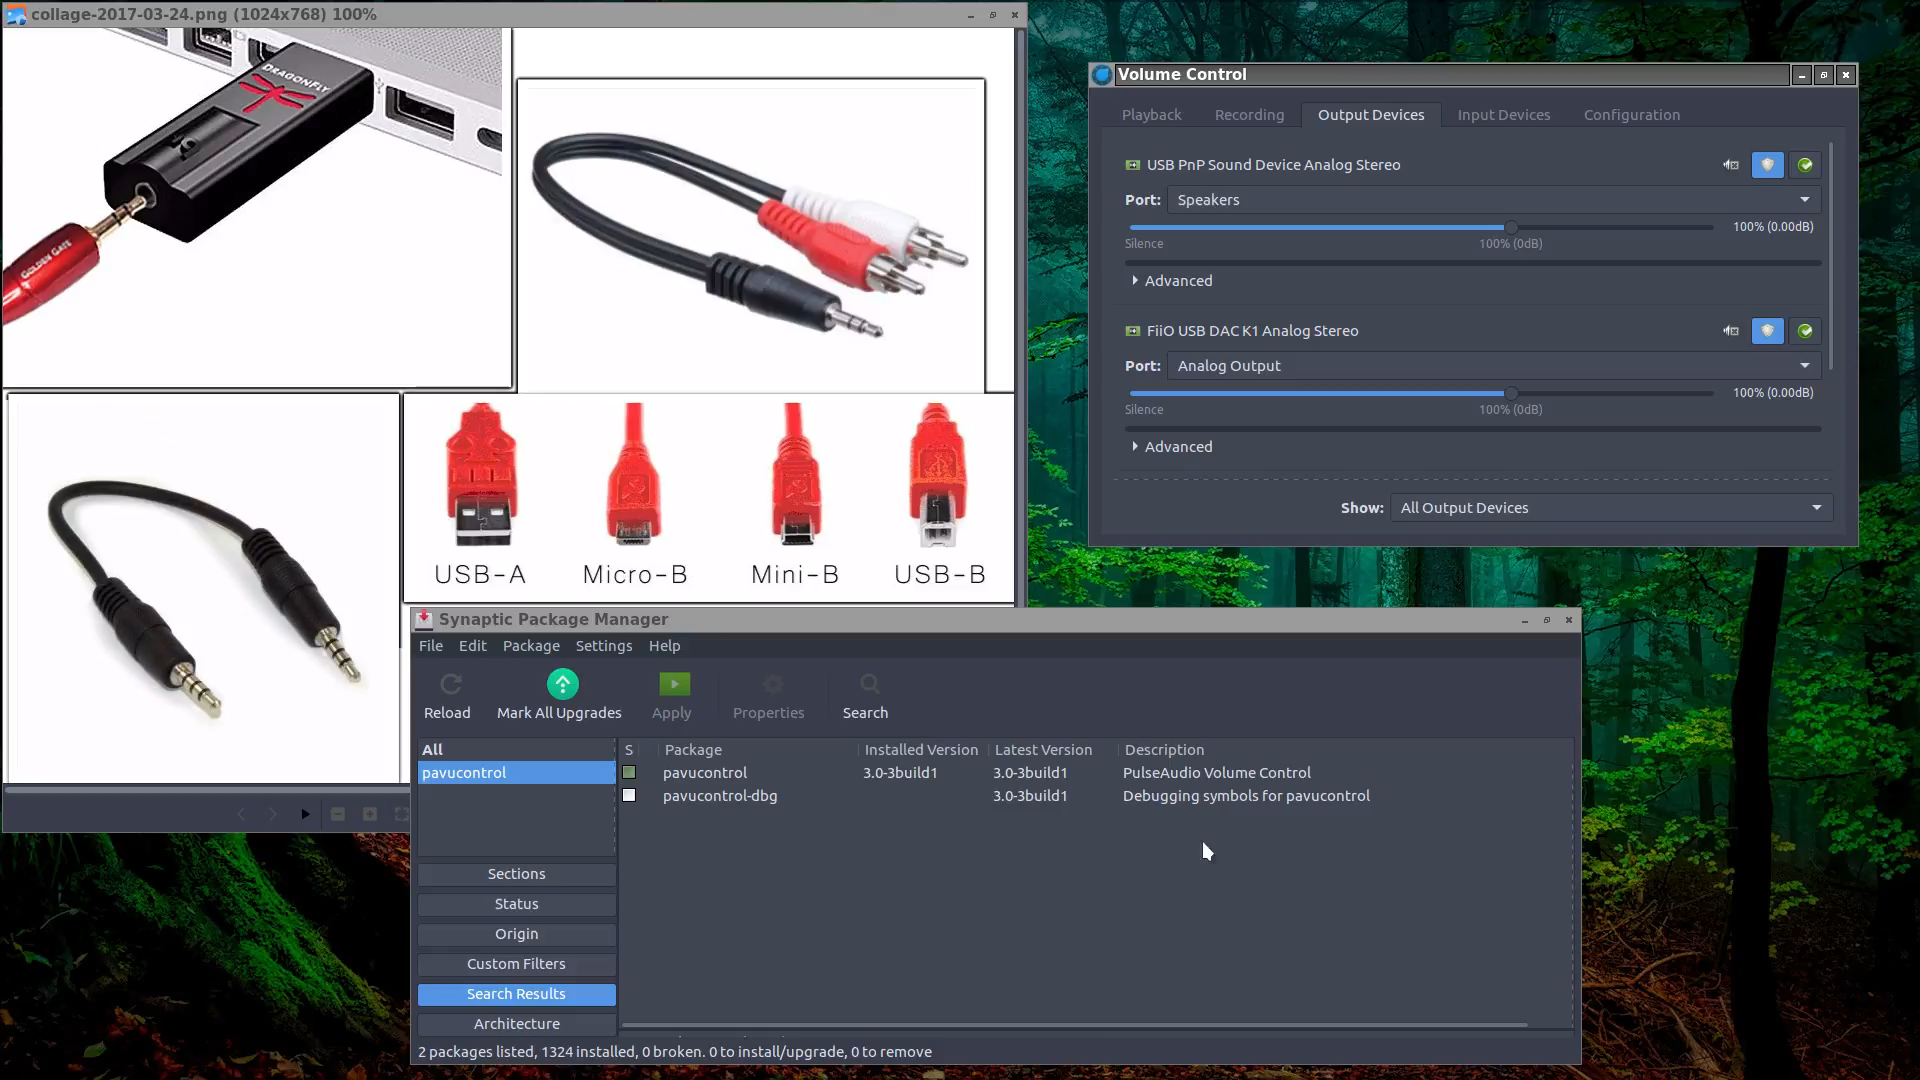 collage-2017-03-24.png (1024x768) 100%
DRAGONFLY
GOLDEN GATE
USB-A Micro-B Mini-B USB-B
Volume Control
Playback Recording Output Devices Input Devices Configuration
USB PnP Sound Device Analog Stereo
Port: Speakers
100% (0.00dB)
Silence 100% (0dB)
Advanced
FiiO USB DAC K1 Analog Stereo
Port: Analog Output
100% (0.00dB)
Silence 100% (0dB)
Advanced
Show: All Output Devices
Synaptic Package Manager
File Edit Package Settings Help
Reload Mark All Upgrades Apply Properties Search
All
pavucontrol
Sections
Status
Origin
Custom Filters
Search Results
Architecture
S Package Installed Version Latest Version Description
pavucontrol 3.0-3build1 3.0-3build1 PulseAudio Volume Control
pavucontrol-dbg 3.0-3build1 Debugging symbols for pavucontrol
2 packages listed, 1324 installed, 0 broken. 0 to install/upgrade, 0 to remove